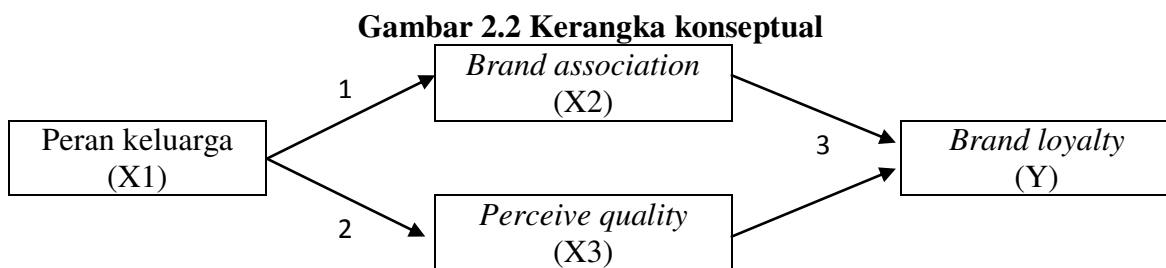 Gambar 2.2 Kerangka konseptual
Brand association
(X2)
1
Peran keluarga
(X1)
3
Brand loyalty
(Y)
2
Perceive quality
(X3)